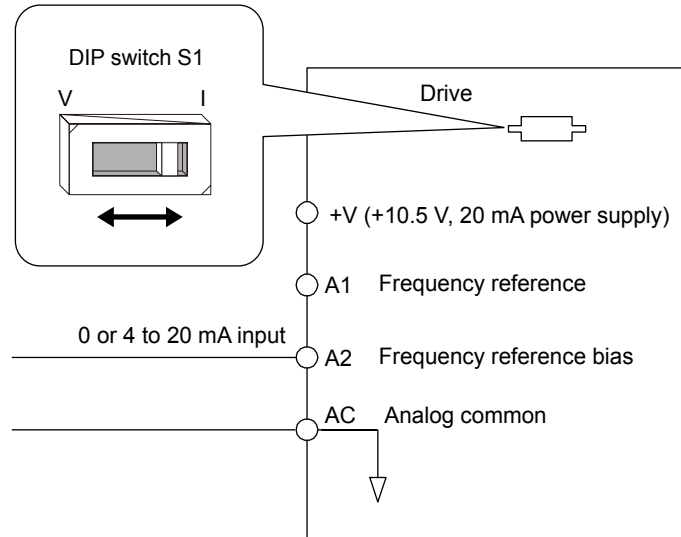 DIP switch S1
V I
Drive
+V (+10.5 V, 20 mA power supply)
A1 Frequency reference
0 or 4 to 20 mA input
A2 Frequency reference bias
AC Analog common